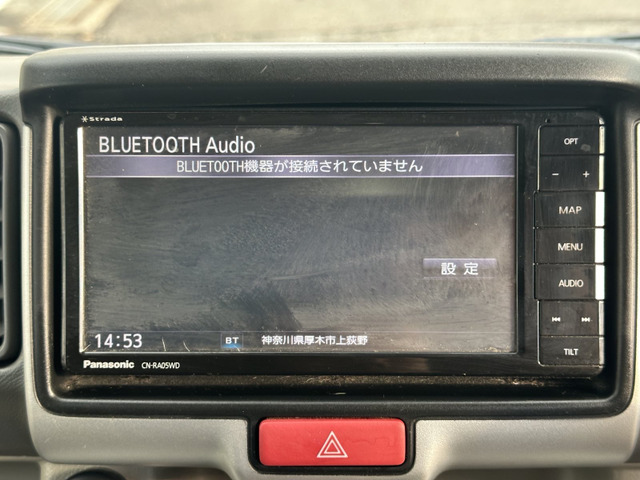 Strada
BLUETOOTH Audio
BLUETOOTH機器が接続されていません
設定
14:53 BT 神奈川県厚木市上荻野
Panasonic CN-RA05WD
OPT
− +
MAP
MENU
AUDIO
TILT